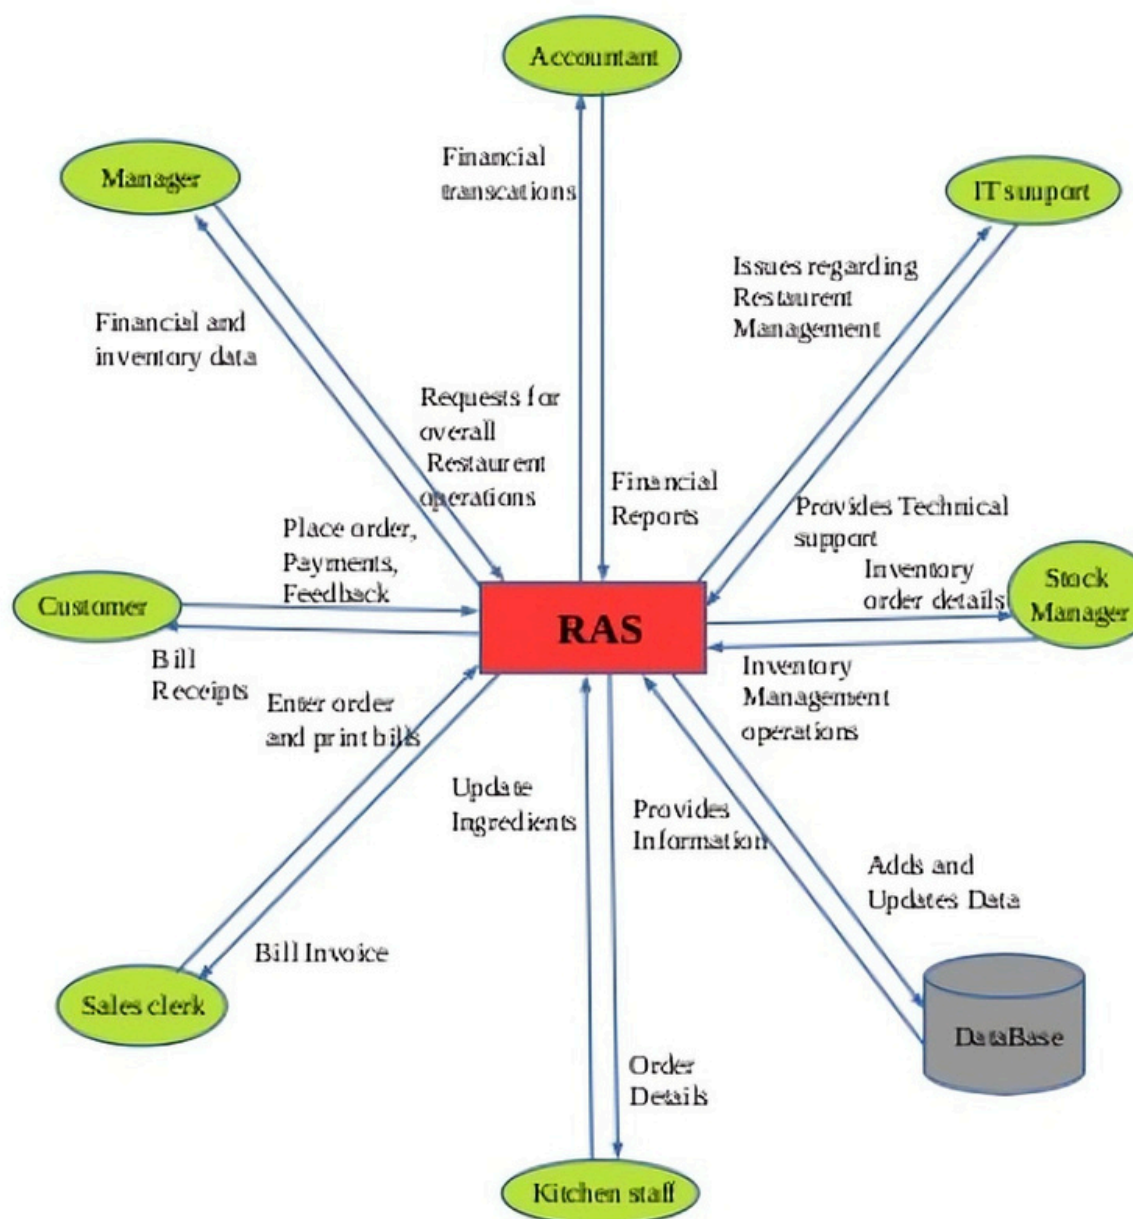 Accountant
Financial
transcations
Manager
IT suuport
Issues regarding
Restaurent
Management
Financial and
inventory data
Requests for
overall
Restaurent
operations
Financial
Reports
Provides Technical
support
Place order,
Payments,
Feedback
Inventory
order details
Stock
Manager
Customer
RAS
Bill
Receipts
Inventory
Management
operations
Enter order
and print bills
Update
Ingredients
Provides
Information
Adds and
Updates Data
Bill Invoice
Sales clerk
DataBase
Order
Details
Kitchen staff